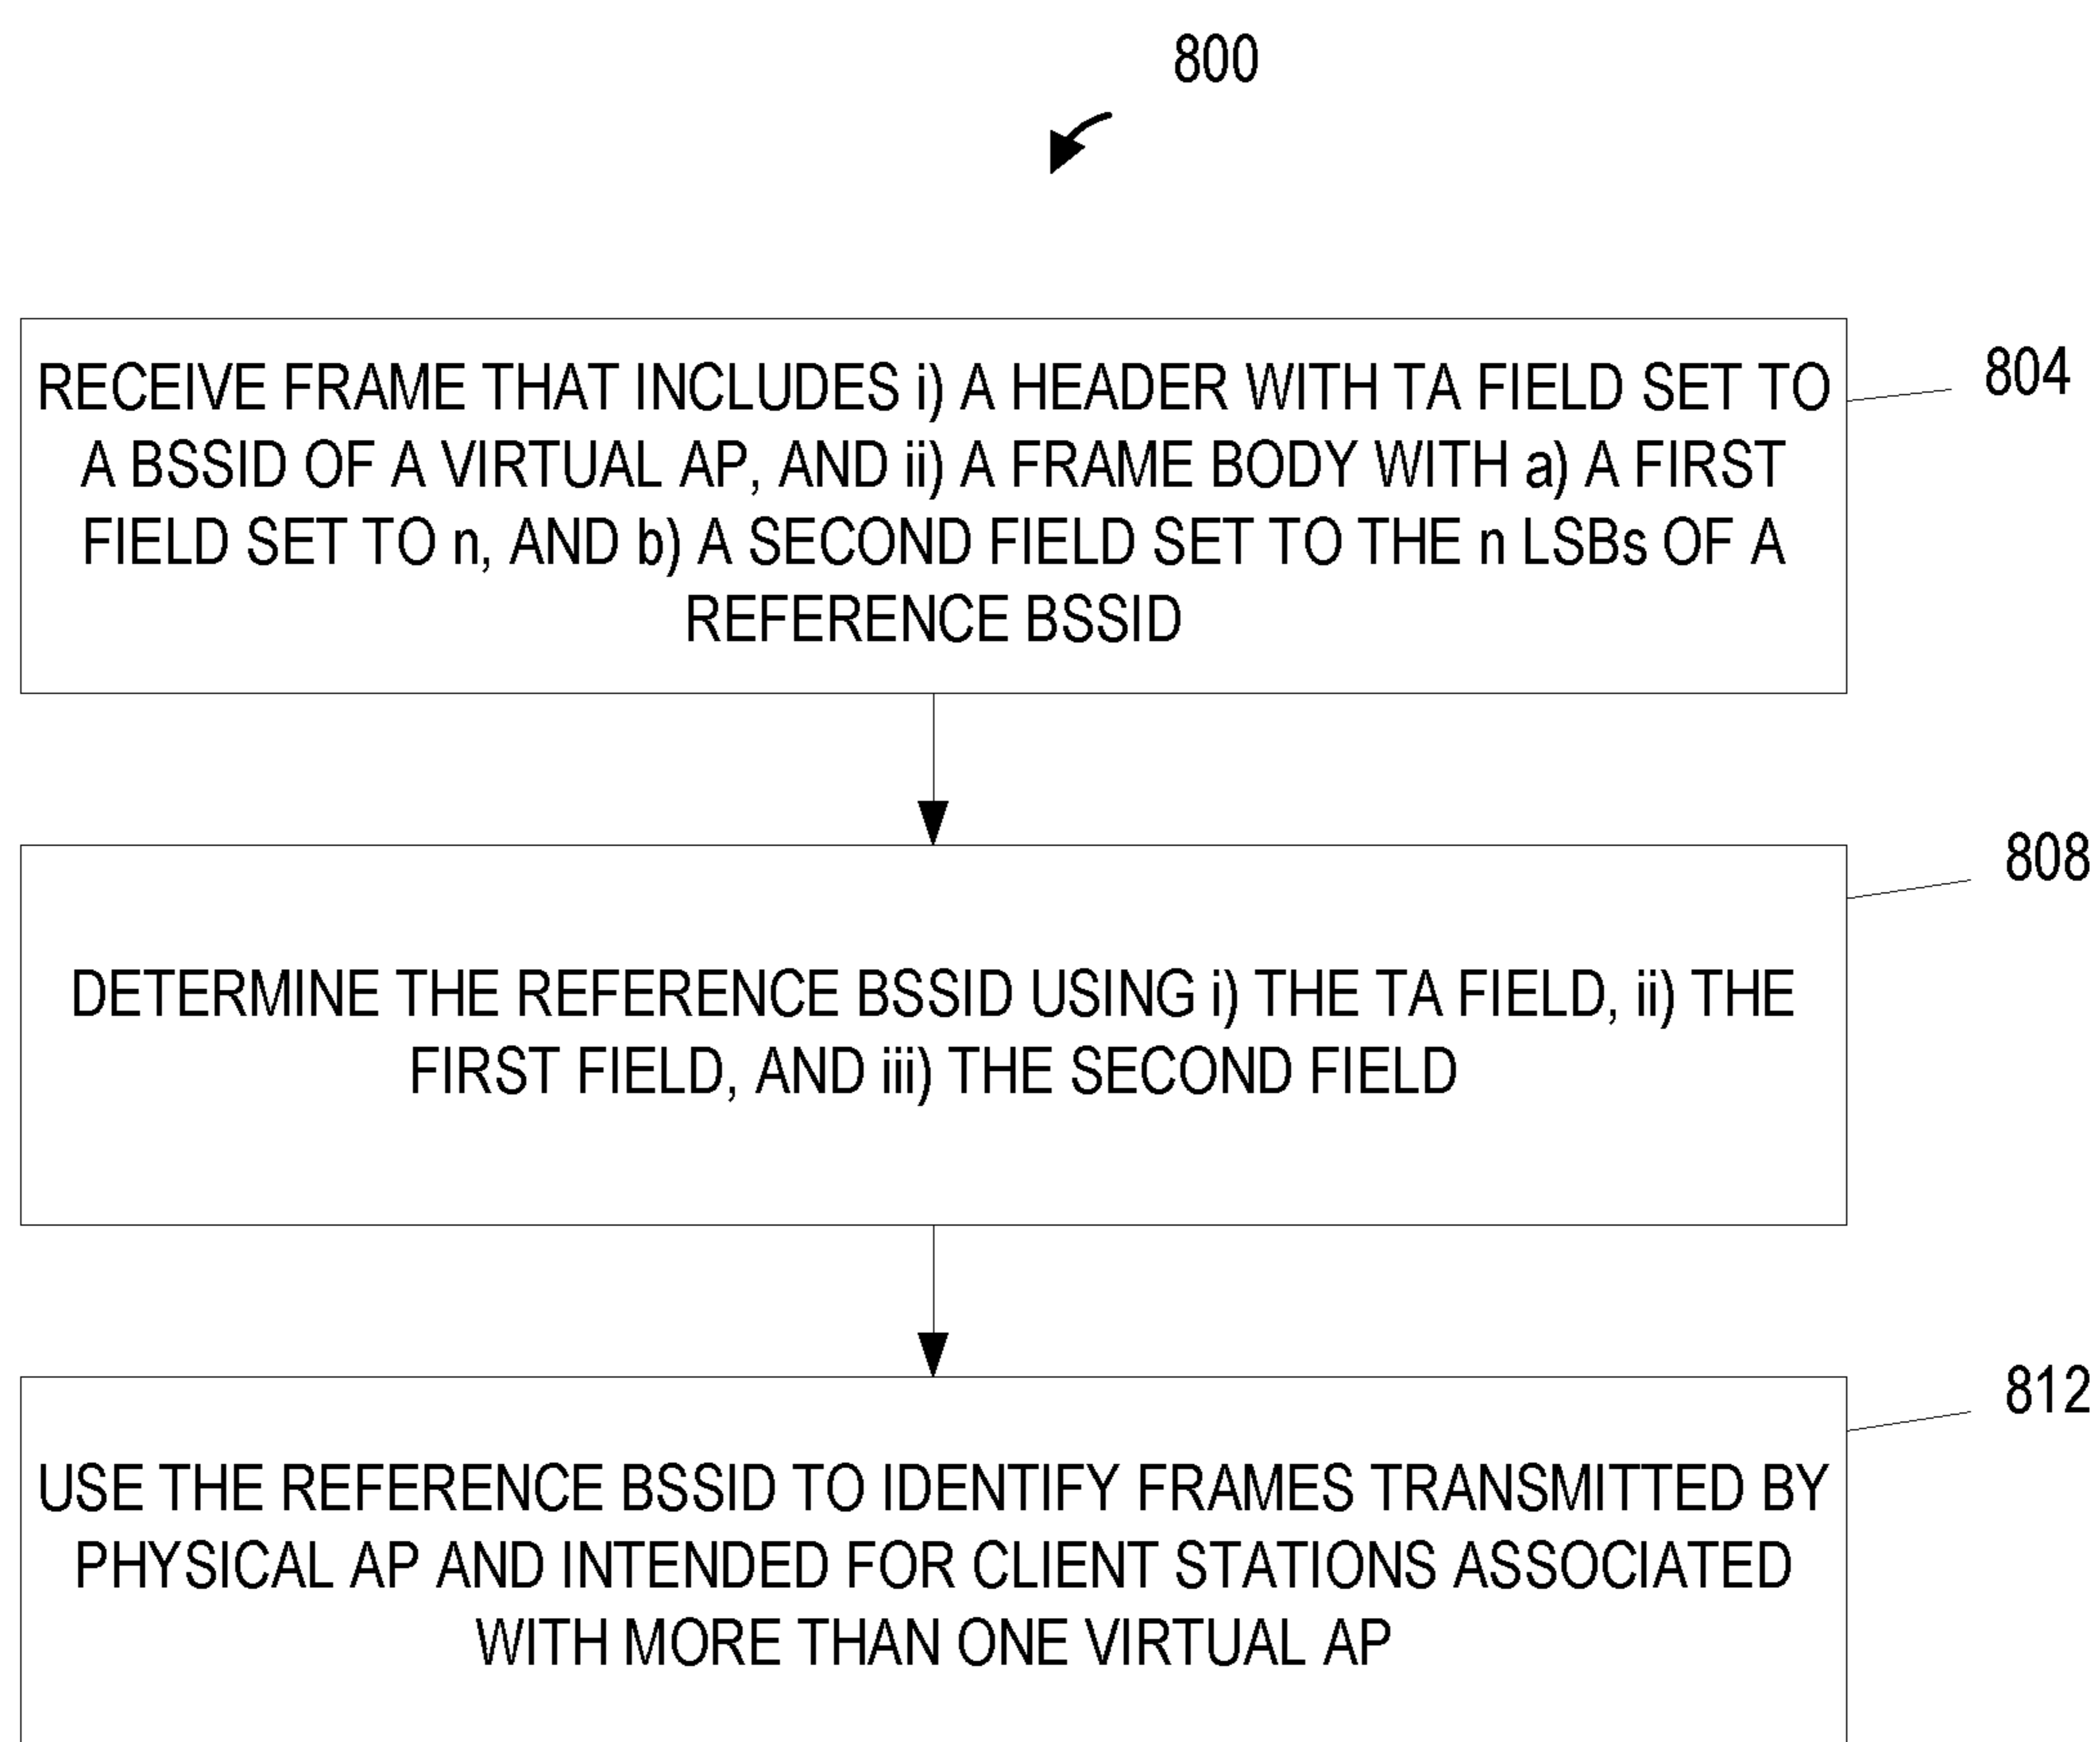 800
RECEIVE FRAME THAT INCLUDES i) A HEADER WITH TA FIELD SET TO
A BSSID OF A VIRTUAL AP, AND ii) A FRAME BODY WITH a) A FIRST
FIELD SET TO n, AND b) A SECOND FIELD SET TO THE n LSBs OF A
REFERENCE BSSID
804
DETERMINE THE REFERENCE BSSID USING i) THE TA FIELD, ii) THE
FIRST FIELD, AND iii) THE SECOND FIELD
808
USE THE REFERENCE BSSID TO IDENTIFY FRAMES TRANSMITTED BY
PHYSICAL AP AND INTENDED FOR CLIENT STATIONS ASSOCIATED
WITH MORE THAN ONE VIRTUAL AP
812